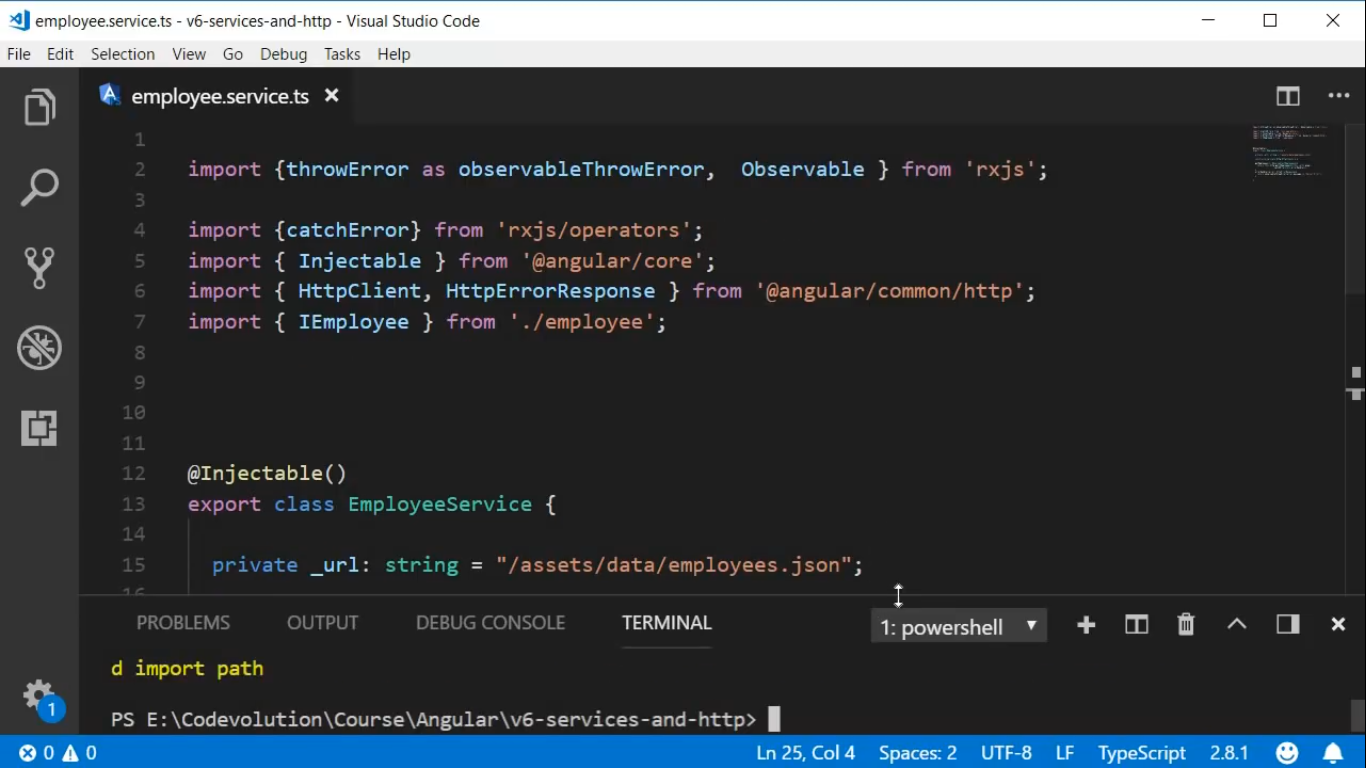 employee.service.ts - v6-services-and-http - Visual Studio Code
File Edit Selection View Go Debug Tasks Help
employee.service.ts
1
2 import {throwError as observableThrowError,  Observable } from 'rxjs';
3
4 import {catchError} from 'rxjs/operators';
5 import { Injectable } from '@angular/core';
6 import { HttpClient, HttpErrorResponse } from '@angular/common/http';
7 import { IEmployee } from './employee';
8
9
10
11
12 @Injectable()
13 export class EmployeeService {
14
15 private _url: string = "/assets/data/employees.json";
16
PROBLEMS OUTPUT DEBUG CONSOLE TERMINAL 1: powershell
d import path
PS E:\Codevolution\Course\Angular\v6-services-and-http>
1
0 0 Ln 25, Col 4 Spaces: 2 UTF-8 LF TypeScript 2.8.1